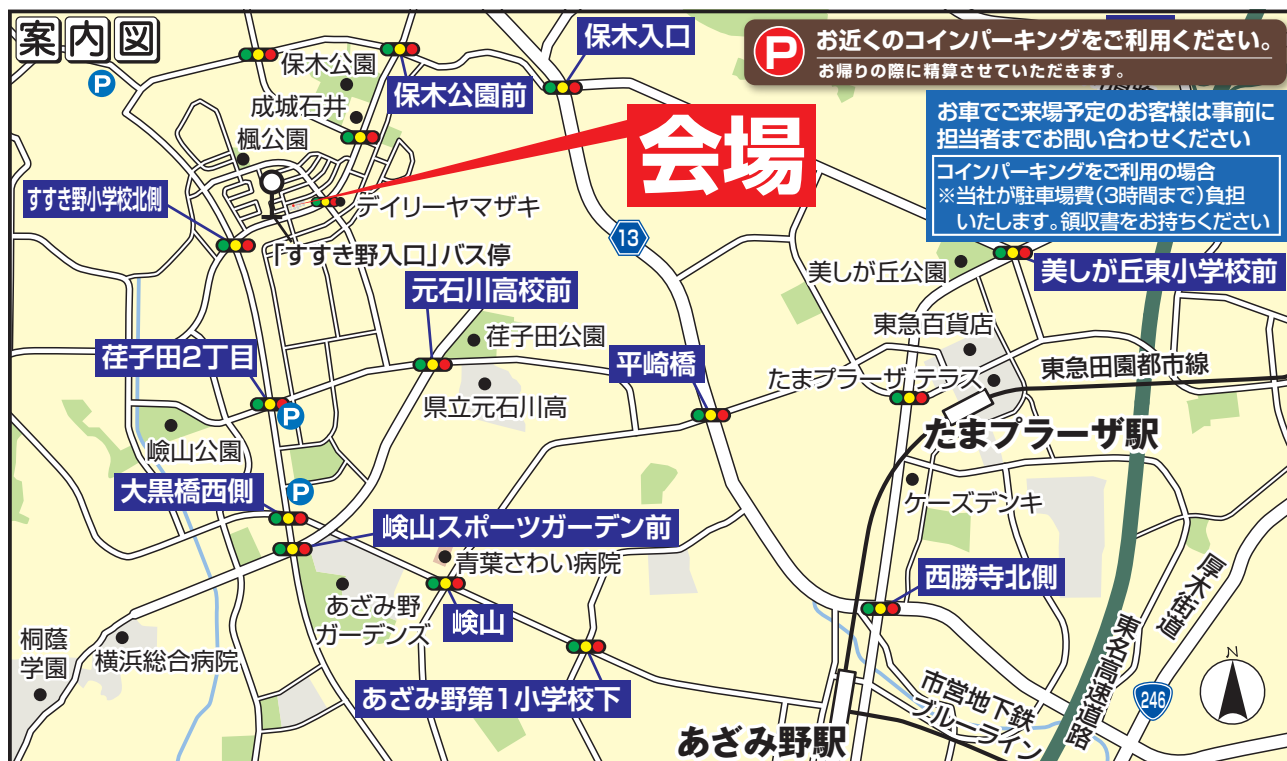 案内図
P
お近くのコインパーキングをご利用ください。
お帰りの際に精算させていただきます。
お車でご来場予定のお客様は事前に
担当者までお問い合わせください
コインパーキングをご利用の場合
※当社が駐車場費(3時間まで)負担
いたします。領収書をお持ちください
保木入口
保木公園
P
保木公園前
成城石井
楓公園
会場
すすき野小学校北側
デイリーヤマザキ
「すすき野入口」バス停
13
美しが丘公園
美しが丘東小学校前
元石川高校前
荏子田公園
東急百貨店
荏子田2丁目
平崎橋
東急田園都市線
たまプラーザ テラス
県立元石川高
P
たまプラーザ駅
嶮山公園
大黒橋西側
P
ケーズデンキ
嶮山スポーツガーデン前
青葉さわい病院
西勝寺北側
厚木街道
あざみ野
ガーデンズ
嶮山
東名高速道路
桐蔭
学園
横浜総合病院
あざみ野第1小学校下
市営地下鉄
ブルーライン
246
N
あざみ野駅